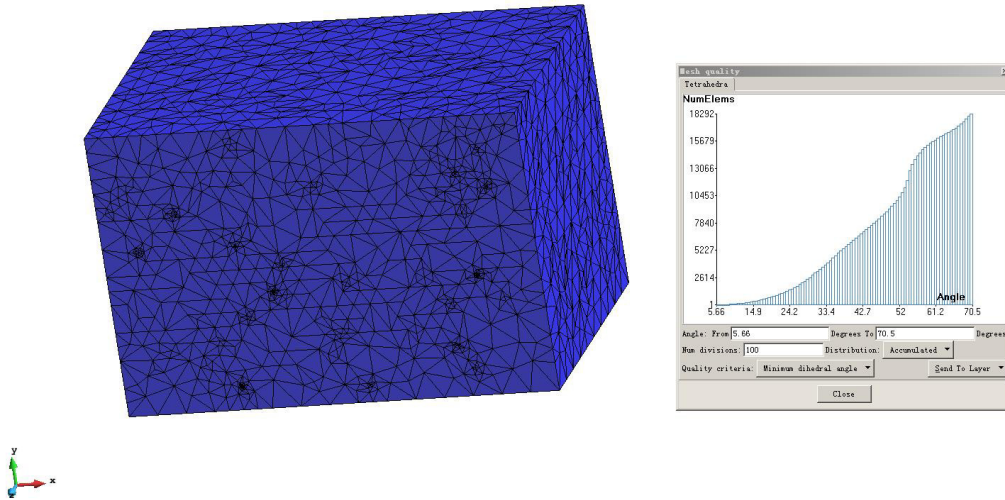 Mesh quality
Tetrahedra
NumElems
18292
15679
13066
10453
7840
5227
2614
1
5.66 14.9 24.2 33.4 42.7 52 61.2 70.5
Angle
Angle: From 5.66 Degrees To 70.5 Degrees
Num divisions: 100 Distribution: Accumulated
Quality criteria: Minimum dihedral angle Send To Layer
Close
y
x